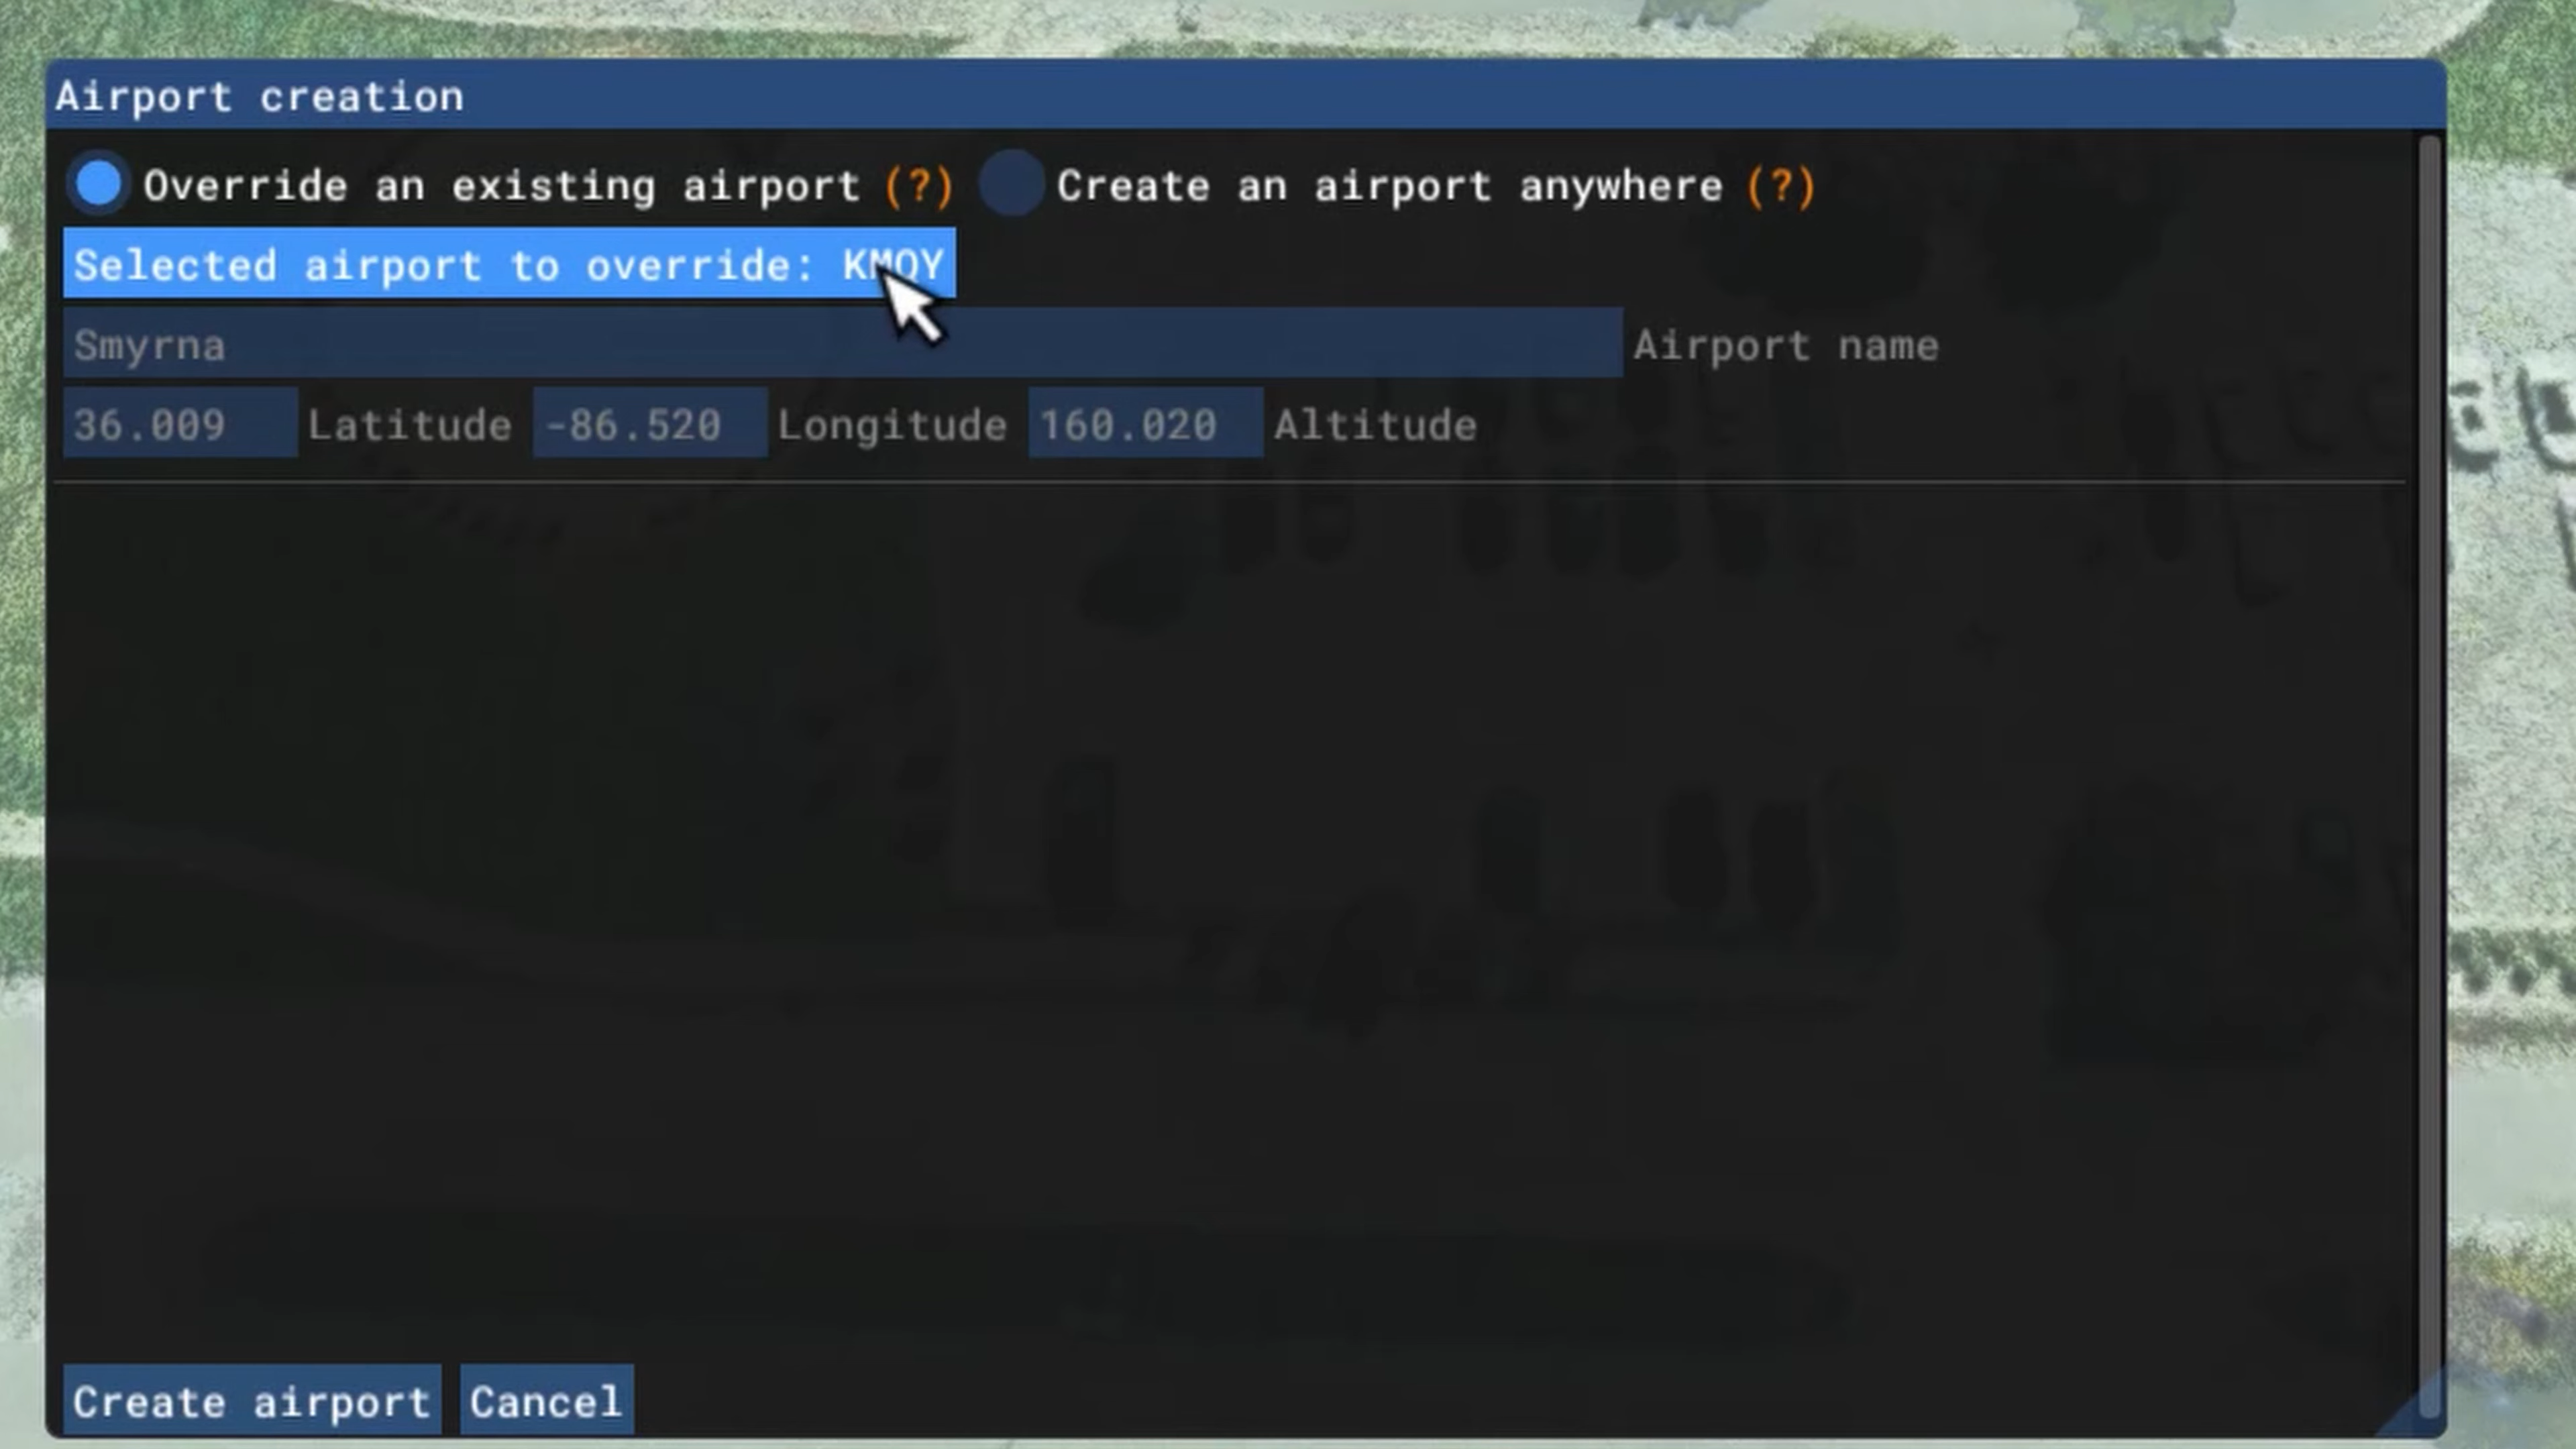 Airport creation
Override an existing airport (?) Create an airport anywhere (?)
Selected airport to override: KMQY
Smyrna Airport name
36.009 Latitude -86.520 Longitude 160.020 Altitude
Create airport Cancel